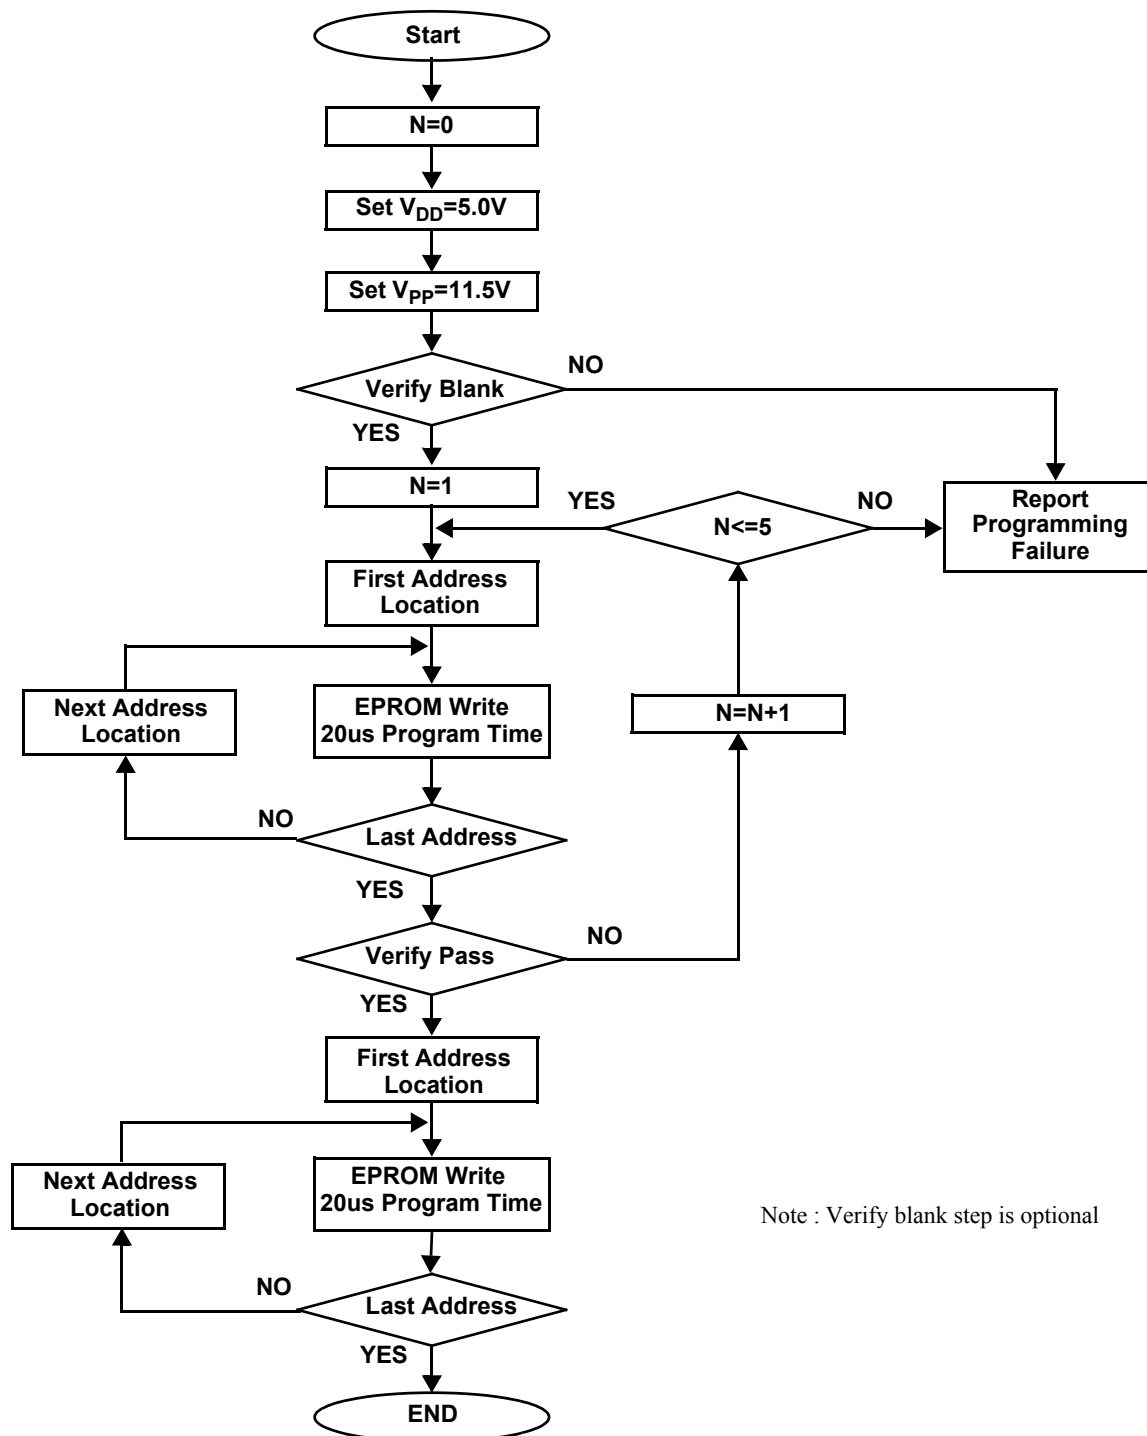 Start
N=0
Set VDD=5.0V
Set VPP=11.5V
Verify Blank
NO
YES
N=1
YES
N<=5
NO
Report
Programming
Failure
First Address
Location
Next Address
Location
EPROM Write
20us Program Time
N=N+1
NO
Last Address
YES
Verify Pass
NO
YES
First Address
Location
Next Address
Location
EPROM Write
20us Program Time
Note : Verify blank step is optional
NO
Last Address
YES
END